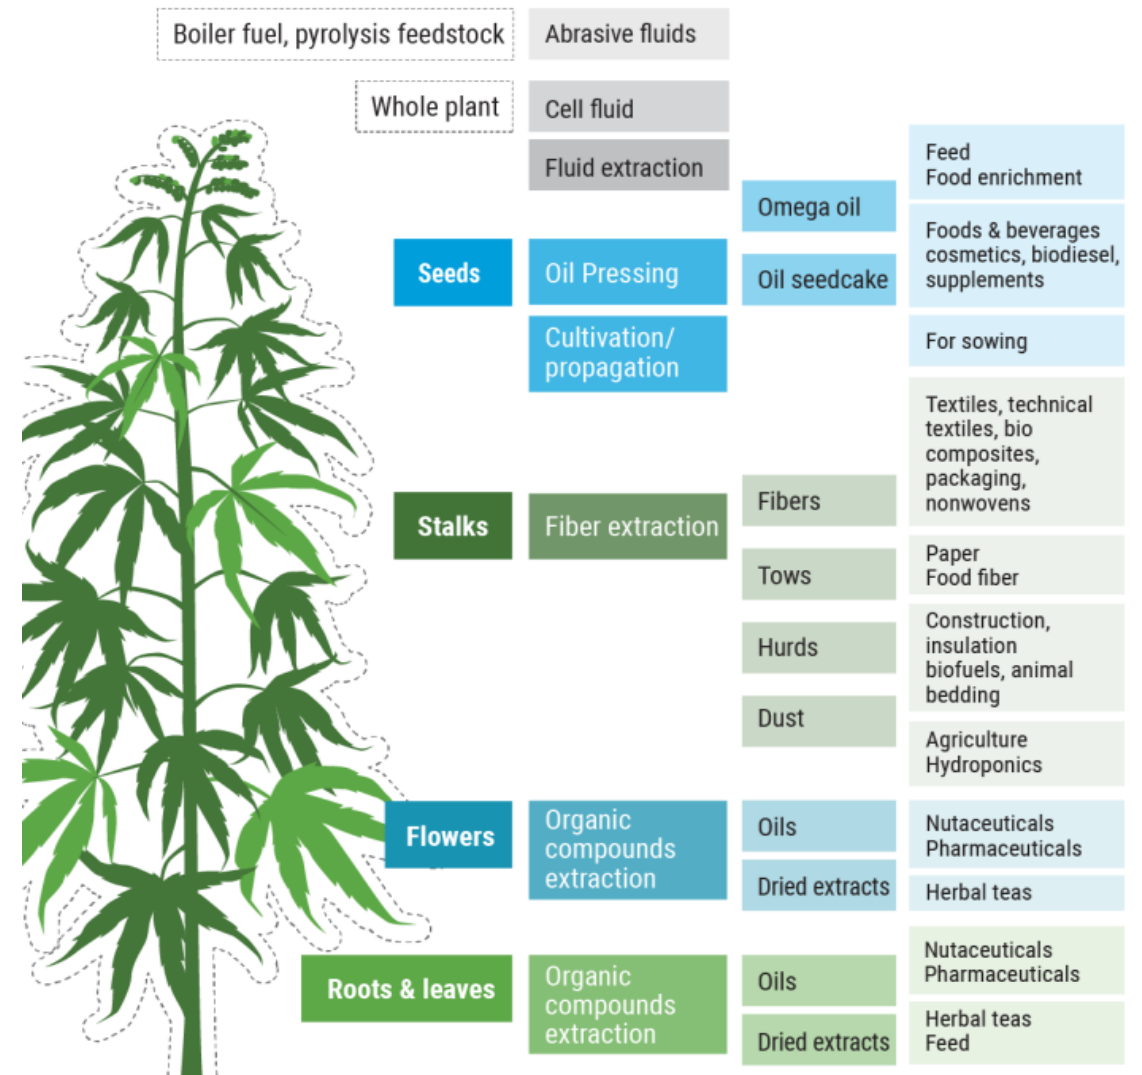 Boiler fuel, pyrolysis feedstock
Abrasive fluids
Whole plant
Cell fluid
Fluid extraction
Seeds
Oil Pressing
Cultivation/
propagation
Omega oil
Oil seedcake
Feed
Food enrichment
Foods & beverages
cosmetics, biodiesel,
supplements
For sowing
Stalks
Fiber extraction
Fibers
Tows
Hurds
Dust
Textiles, technical
textiles, bio
composites,
packaging,
nonwovens
Paper
Food fiber
Construction,
insulation
biofuels, animal
bedding
Agriculture
Hydroponics
Flowers
Organic
compounds
extraction
Oils
Dried extracts
Nutaceuticals
Pharmaceuticals
Herbal teas
Roots & leaves
Organic
compounds
extraction
Oils
Dried extracts
Nutaceuticals
Pharmaceuticals
Herbal teas
Feed